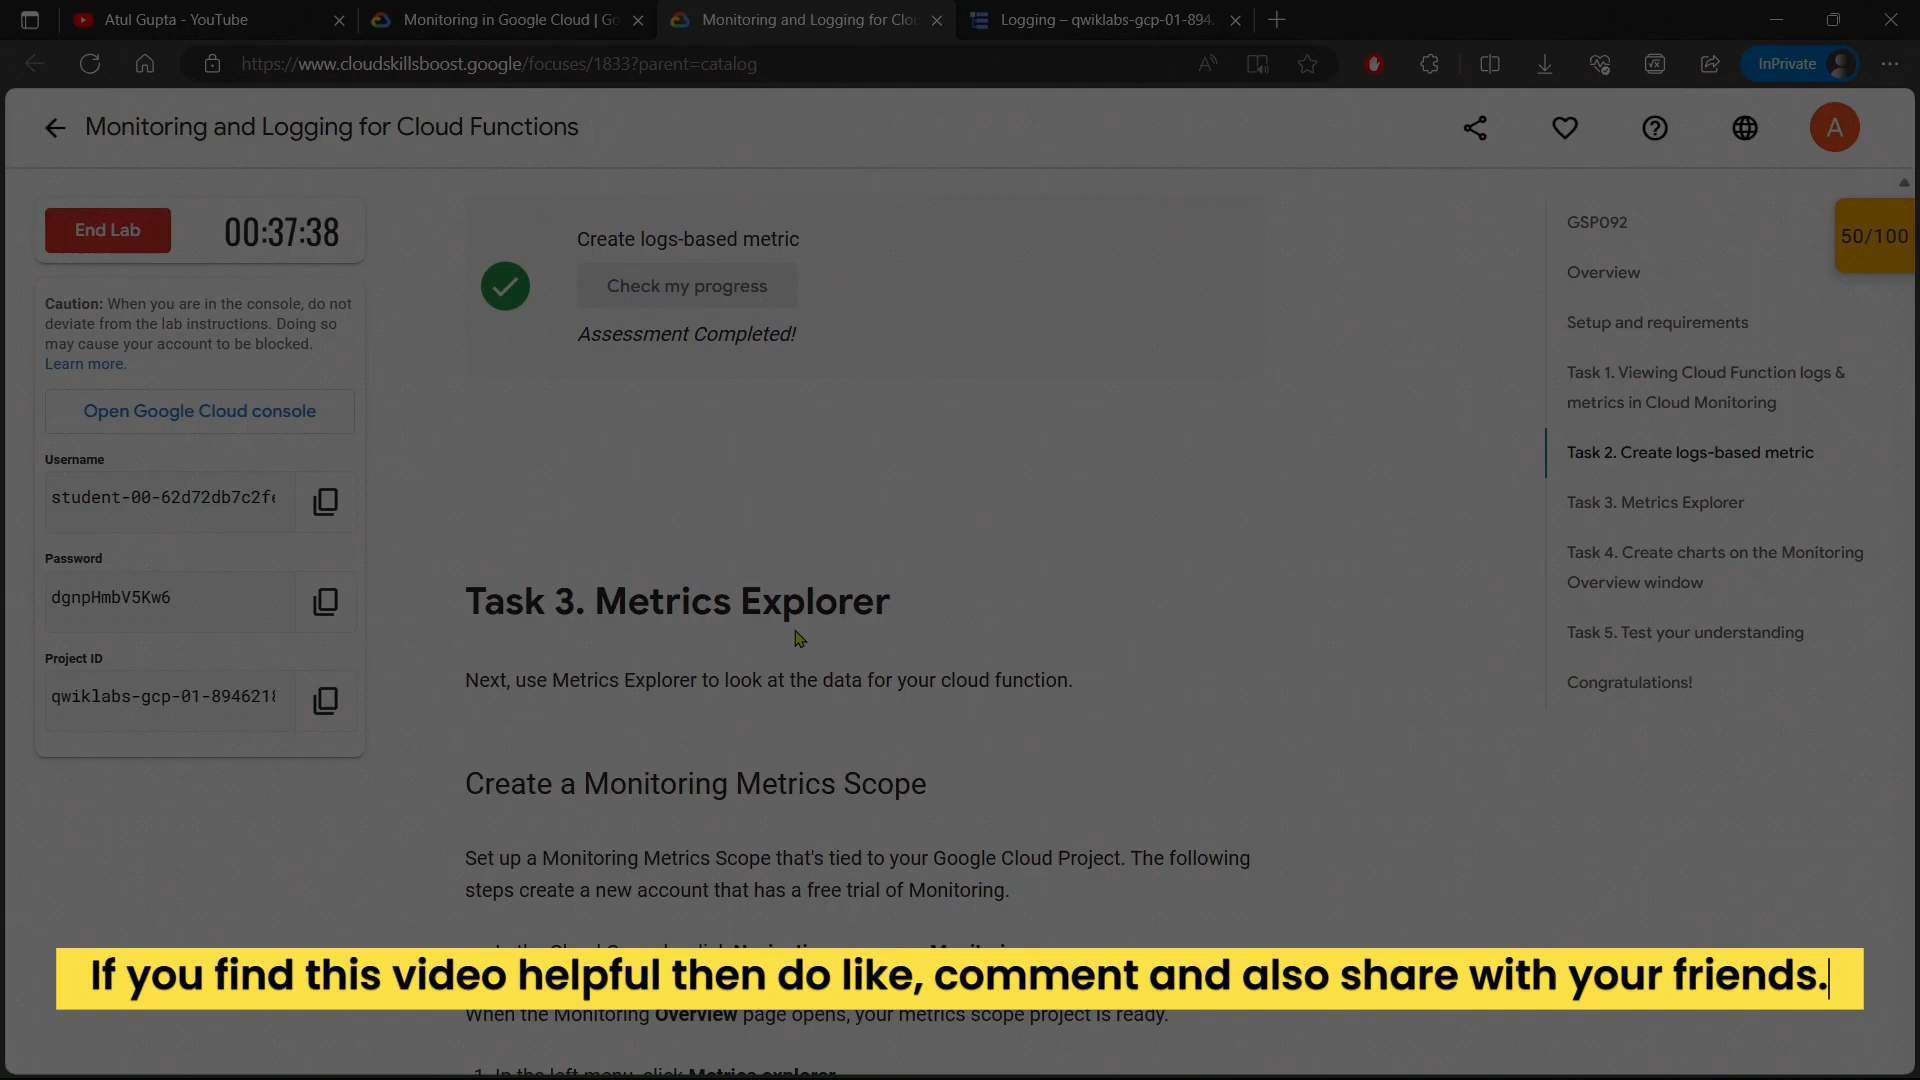 Atul Gupta - YouTube
Monitoring in Google Cloud | Go
Monitoring and Logging for Clou
Logging – qwiklabs-gcp-01-894
https://www.cloudskillsboost.google/focuses/1833?parent=catalog
InPrivate
Monitoring and Logging for Cloud Functions
A
End Lab
00:37:38
Caution: When you are in the console, do not
deviate from the lab instructions. Doing so
may cause your account to be blocked.
Learn more.
Open Google Cloud console
Username
student-00-62d72db7c2fe
Password
dgnpHmbV5Kw6
Project ID
qwiklabs-gcp-01-8946218
Create logs-based metric
Check my progress
Assessment Completed!
Task 3. Metrics Explorer
Next, use Metrics Explorer to look at the data for your cloud function.
Create a Monitoring Metrics Scope
Set up a Monitoring Metrics Scope that's tied to your Google Cloud Project. The following
steps create a new account that has a free trial of Monitoring.
If you find this video helpful then do like, comment and also share with your friends.
When the Monitoring Overview page opens, your metrics scope project is ready.
1. In the left menu, click Metrics explorer
GSP092
50/100
Overview
Setup and requirements
Task 1. Viewing Cloud Function logs &
metrics in Cloud Monitoring
Task 2. Create logs-based metric
Task 3. Metrics Explorer
Task 4. Create charts on the Monitoring
Overview window
Task 5. Test your understanding
Congratulations!